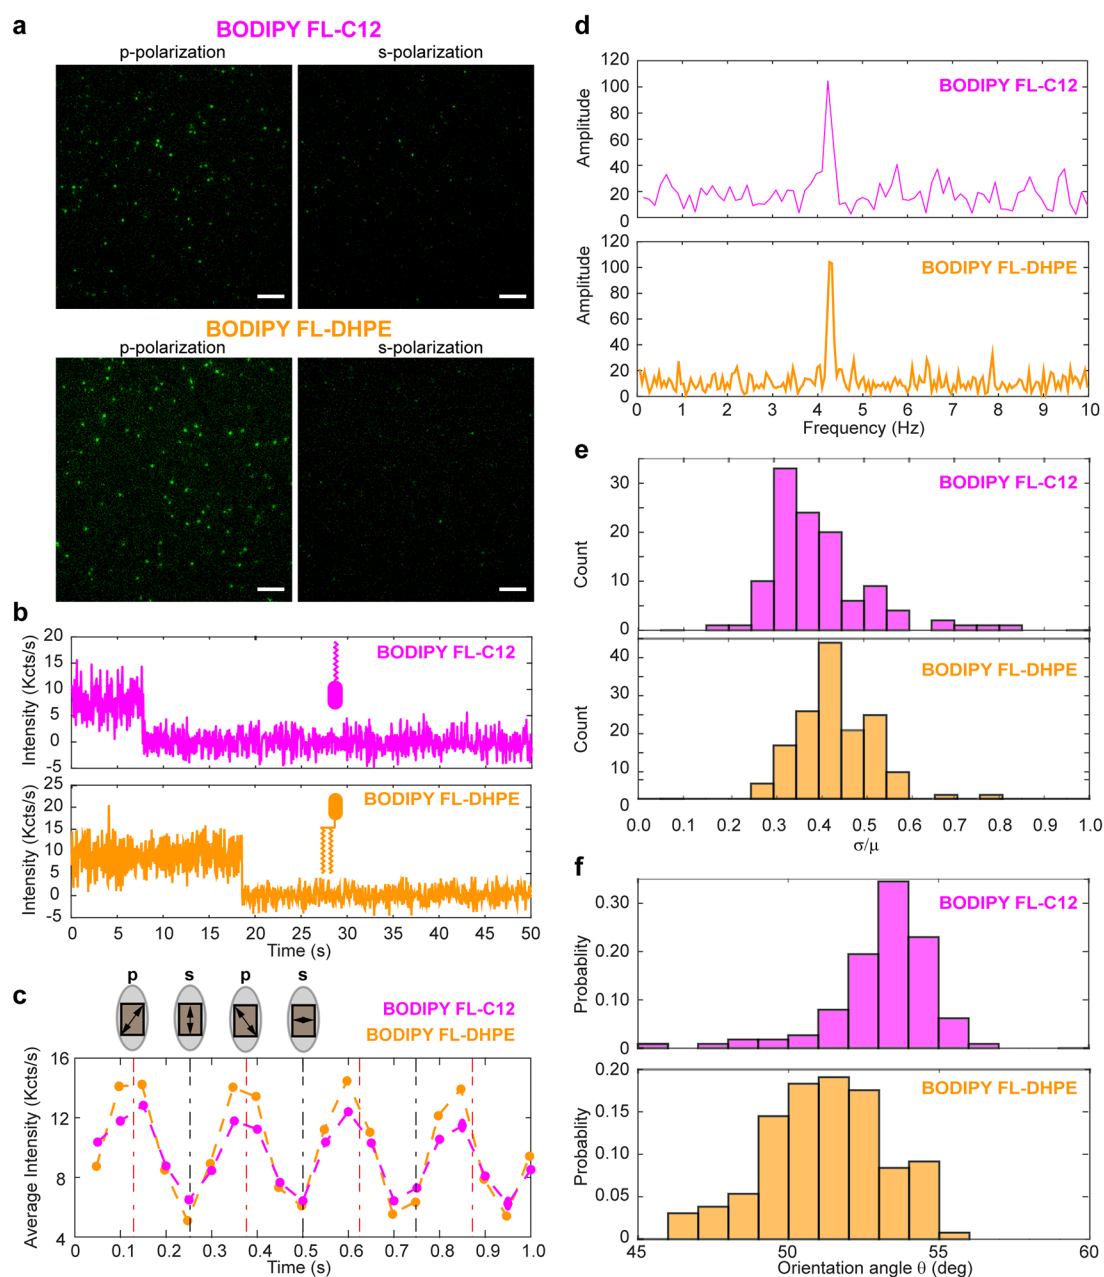 a
BODIPY FL-C12
p-polarization s-polarization
BODIPY FL-DHPE
p-polarization s-polarization
b
20
15
10
5
0
-5
Intensity (Kcts/s)
BODIPY FL-C12
25
20
15
10
5
0
-5
Intensity (Kcts/s)
BODIPY FL-DHPE
0 5 10 15 20 25 30 35 40 45 50
Time (s)
c
p s p s
BODIPY FL-C12
BODIPY FL-DHPE
16
12
8
4
Average Intensity (Kcts/s)
0 0.1 0.2 0.3 0.4 0.5 0.6 0.7 0.8 0.9 1.0
Time (s)
d
120
100
80
60
40
20
0
Amplitude
BODIPY FL-C12
120
100
80
60
40
20
0
Amplitude
BODIPY FL-DHPE
0 1 2 3 4 5 6 7 8 9 10
Frequency (Hz)
e
30
20
10
0
Count
BODIPY FL-C12
40
30
20
10
0
Count
BODIPY FL-DHPE
0.0 0.1 0.2 0.3 0.4 0.5 0.6 0.7 0.8 0.9 1.0
σ/μ
f
0.30
0.20
0.10
0.00
Probablity
BODIPY FL-C12
0.20
0.15
0.10
0.05
0
Probablity
BODIPY FL-DHPE
45 50 55 60
Orientation angle θ (deg)